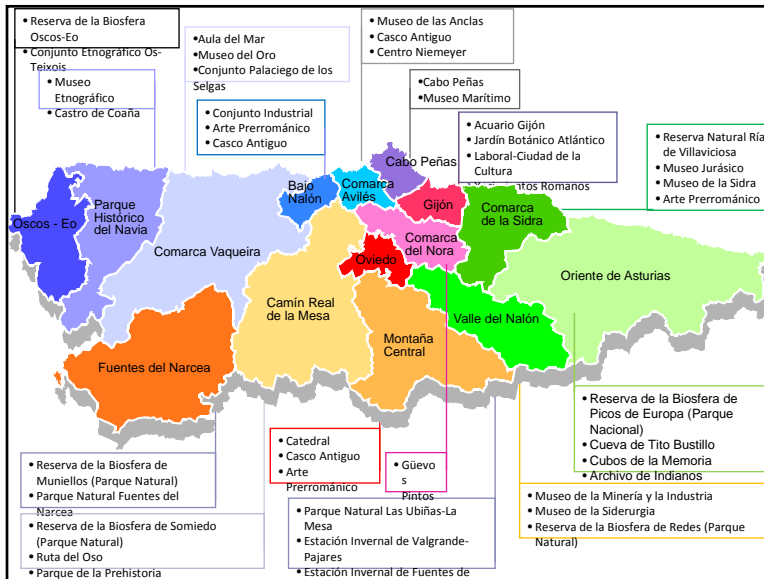 • Reserva de la Biosfera
Oscos-Eo
• Conjunto Etnográfico Os-
Teixois
• Museo
Etnográfico
• Castro de Coaña
• Aula del Mar
• Museo del Oro
• Conjunto Palaciego de los
Selgas
• Conjunto Industrial
• Arte Prerrománico
• Casco Antiguo
• Museo de las Anclas
• Casco Antiguo
• Centro Niemeyer
• Cabo Peñas
• Museo Marítimo
• Acuario Gijón
• Jardín Botánico Atlántico
• Laboral-Ciudad de la
Cultura
Romanos
• Reserva Natural Ría
de Villaviciosa
• Museo Jurásico
• Museo de la Sidra
• Arte Prerrománico
Oscos - Eo
Parque
Histórico
del Navia
Comarca Vaqueira
Bajo
Nalón
Comarca
Avilés
Cabo Peñas
Gijón
Comarca
de la Sidra
Comarca
del Nora
Oviedo
Oriente de Asturias
Camín Real
de la Mesa
Valle del Nalón
Montaña
Central
Fuentes del Narcea
• Reserva de la Biosfera de
Muniellos (Parque Natural)
• Parque Natural Fuentes del
Narcea
• Reserva de la Biosfera de Somiedo
(Parque Natural)
• Ruta del Oso
• Parque de la Prehistoria
• Catedral
• Casco Antiguo
• Arte
Prerrománico
• Parque Natural Las Ubiñas-La
Mesa
• Estación Invernal de Valgrande-
Pajares
• Estación Invernal de Fuentes de
• Güevo
s
Pintos
• Reserva de la Biosfera de
Picos de Europa (Parque
Nacional)
• Cueva de Tito Bustillo
• Cubos de la Memoria
• Archivo de Indianos
• Museo de la Minería y la Industria
• Museo de la Siderurgia
• Reserva de la Biosfera de Redes (Parque
Natural)